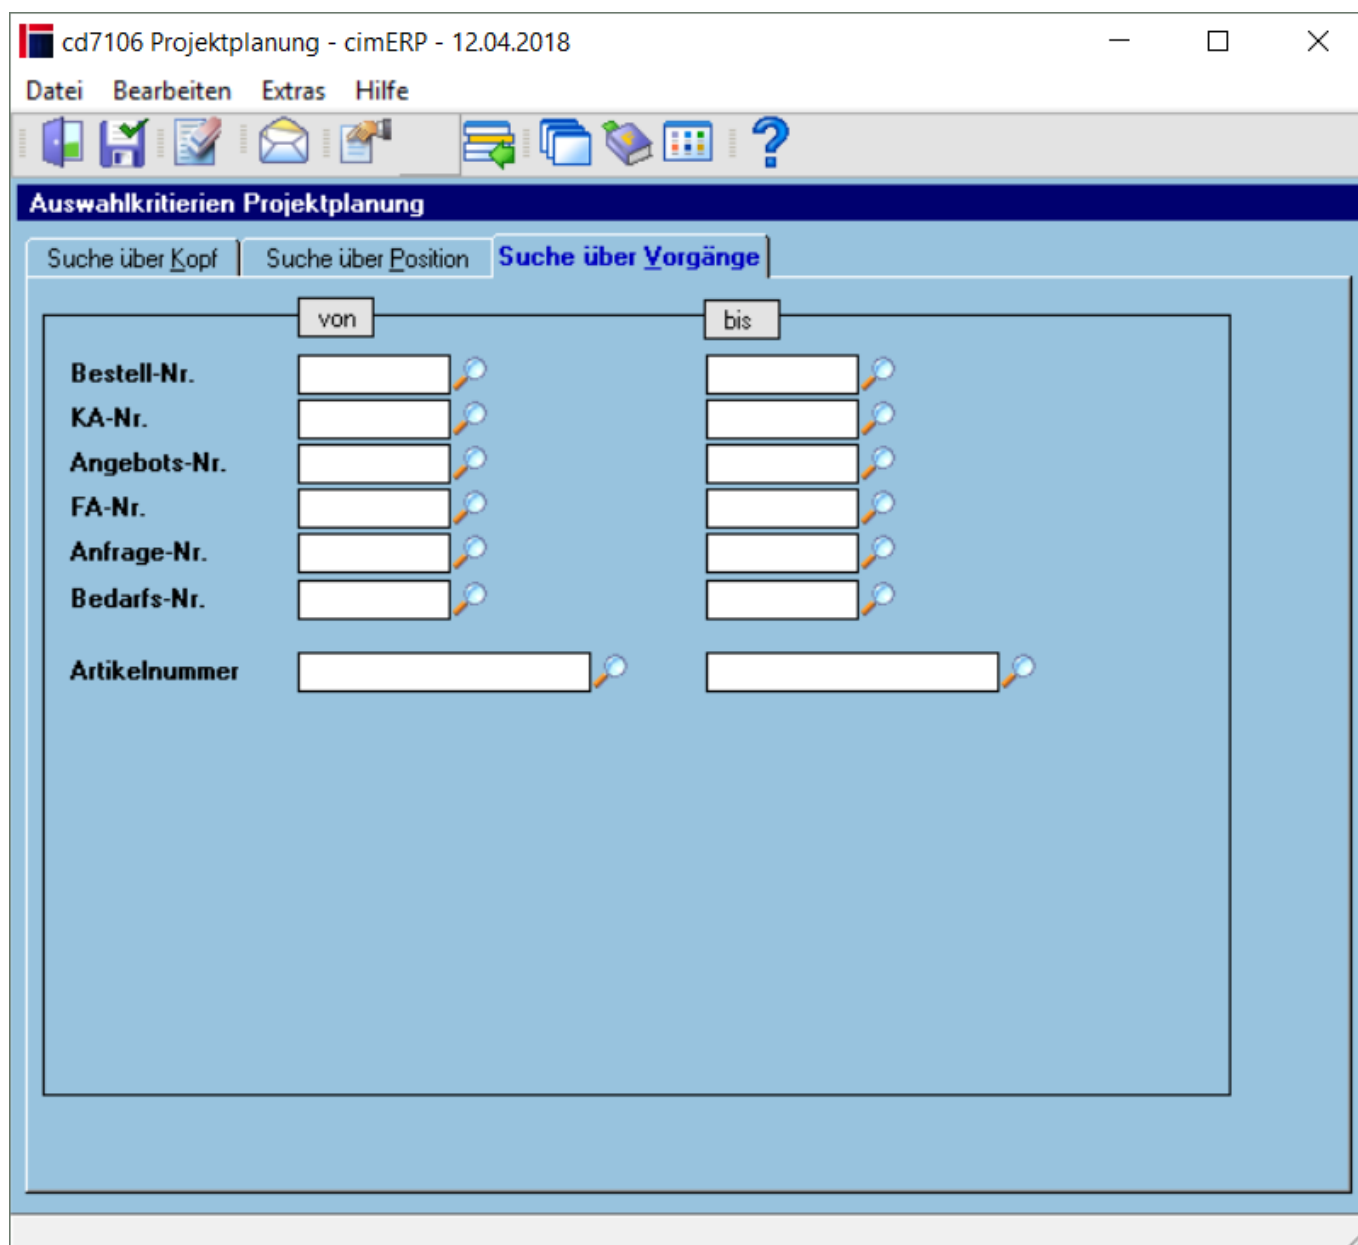 cd7106 Projektplanung - cimERP - 12.04.2018
Datei Bearbeiten Extras Hilfe
Auswahlkritierien Projektplanung
Suche über Kopf Suche über Position Suche über Vorgänge
von bis
Bestell-Nr.
KA-Nr.
Angebots-Nr.
FA-Nr.
Anfrage-Nr.
Bedarfs-Nr.
Artikelnummer